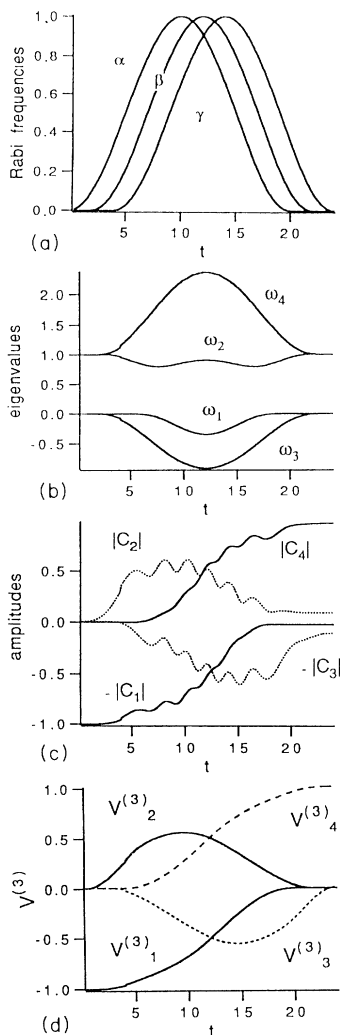 Rabi frequencies
1.0
0.8
0.6
0.4
0.2
0.0
α
β
γ
5 10 15 20
t
(a)
eigenvalues
2.0
1.5
1.0
0.5
0.0
-0.5
ω4
ω2
ω1
ω3
5 10 15 20
t
(b)
amplitudes
0.5
0.0
-0.5
-1.0
|C2|
|C4|
-|C1|
-|C3|
5 10 15 20
t
(c)
V(3)
1.0
0.5
0.0
-0.5
-1.0
V(3)2
V(3)4
V(3)1
V(3)3
5 10 15 20
t
(d)